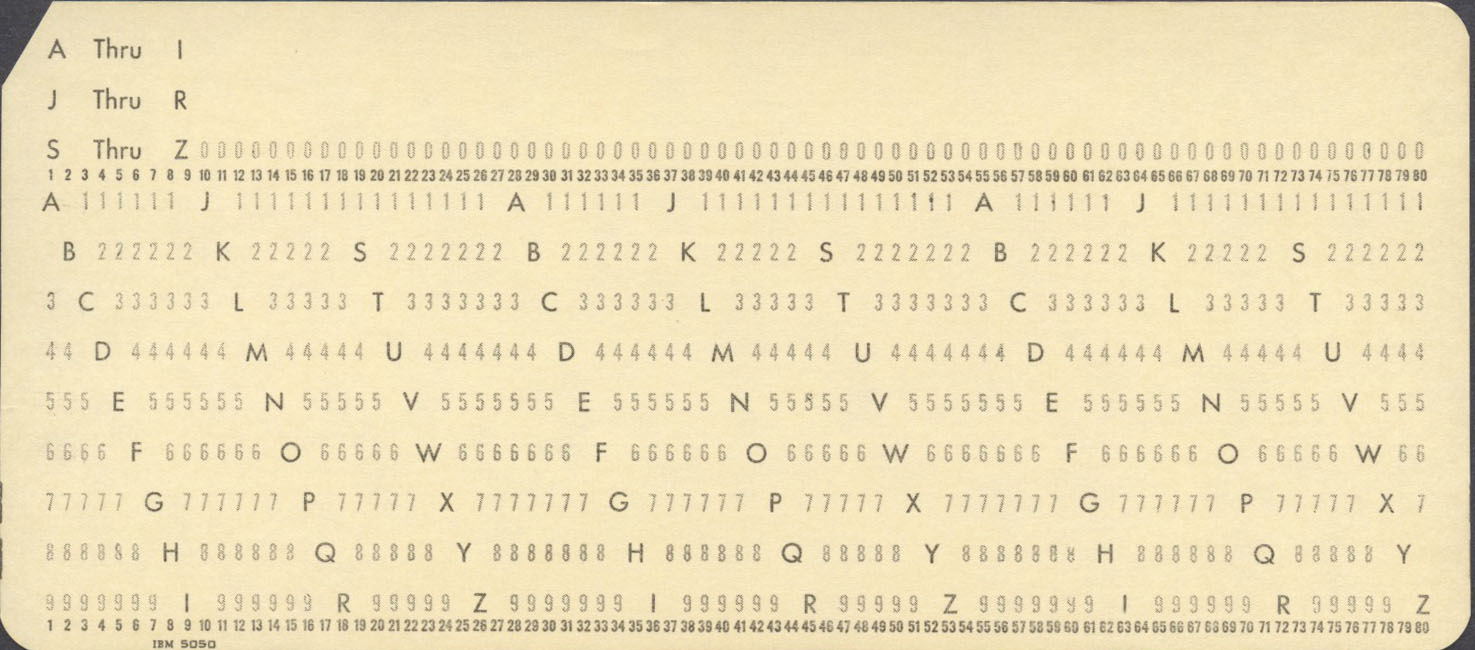 A Thru I
J Thru R
S Thru Z 00000000000000000000000000000000000000000000000000000000000000000000000
1 2 3 4 5 6 7 8 9 10 11 12 13 14 15 16 17 18 19 20 21 22 23 24 25 26 27 28 29 30 31 32 33 34 35 36 37 38 39 40 41 42 43 44 45 46 47 48 49 50 51 52 53 54 55 56 57 58 59 60 61 62 63 64 65 66 67 68 69 70 71 72 73 74 75 76 77 78 79 80
A 111111 J 111111111111111 A 111111 J 111111111111111 A 111111 J 111111111111111
B 222222 K 22222 S 2222222 B 222222 K 22222 S 2222222 B 222222 K 22222 S 222222
3 C 333333 L 33333 T 3333333 C 333333 L 33333 T 3333333 C 333333 L 33333 T 33333
44 D 444444 M 44444 U 4444444 D 444444 M 44444 U 4444444 D 444444 M 44444 U 4444
555 E 555555 N 55555 V 5555555 E 555555 N 55555 V 5555555 E 555555 N 55555 V 555
6666 F 666666 O 66666 W 6666666 F 666666 O 66666 W 6666666 F 666666 O 66666 W 66
77777 G 777777 P 77777 X 7777777 G 777777 P 77777 X 7777777 G 777777 P 77777 X 7
888888 H 888888 Q 88888 Y 8888888 H 888888 Q 88888 Y 8888888 H 888888 Q 88888 Y
9999999 I 999999 R 99999 Z 9999999 I 999999 R 99999 Z 9999999 I 999999 R 99999 Z
1 2 3 4 5 6 7 8 9 10 11 12 13 14 15 16 17 18 19 20 21 22 23 24 25 26 27 28 29 30 31 32 33 34 35 36 37 38 39 40 41 42 43 44 45 46 47 48 49 50 51 52 53 54 55 56 57 58 59 60 61 62 63 64 65 66 67 68 69 70 71 72 73 74 75 76 77 78 79 80
IBM 5050